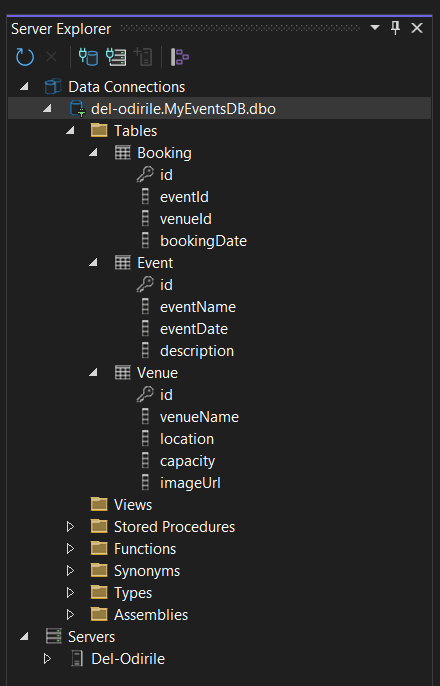 Server Explorer
Data Connections
del-odirile.MyEventsDB.dbo
Tables
Booking
id
eventId
venueId
bookingDate
Event
id
eventName
eventDate
description
Venue
id
venueName
location
capacity
imageUrl
Views
Stored Procedures
Functions
Synonyms
Types
Assemblies
Servers
Del-Odirile